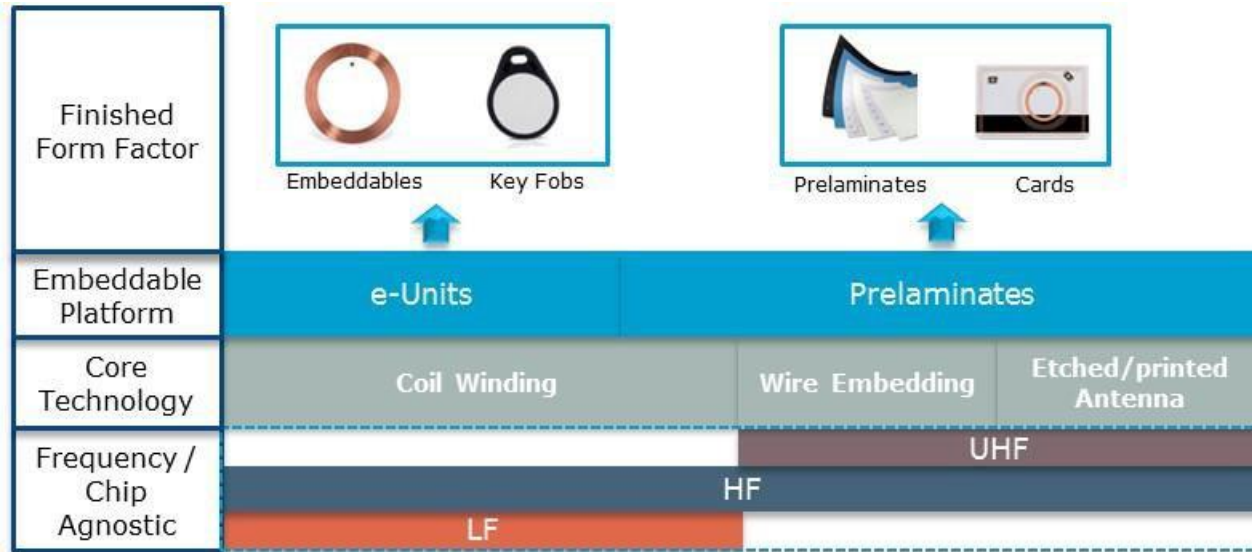 Finished
Form Factor
Embeddables
Key Fobs
Prelaminates
Cards
Embeddable
Platform
e-Units
Prelaminates
Core
Technology
Coil Winding
Wire Embedding
Etched/printed
Antenna
Frequency /
Chip
Agnostic
UHF
HF
LF